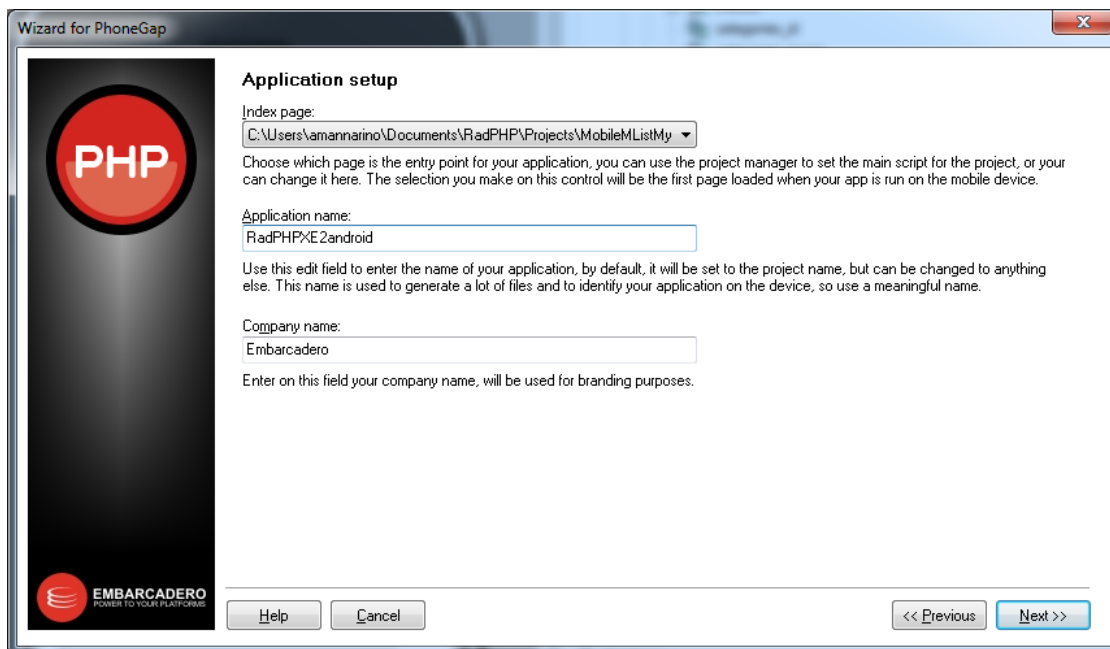 Wizard for PhoneGap
PHP
EMBARCADERO
POWER TO YOUR PLATFORMS
Application setup
Index page:
C:\Users\amannarino\Documents\RadPHP\Projects\MobileMListMy
Choose which page is the entry point for your application, you can use the project manager to set the main script for the project, or your
can change it here. The selection you make on this control will be the first page loaded when your app is run on the mobile device.
Application name:
RadPHPXE2android
Use this edit field to enter the name of your application, by default, it will be set to the project name, but can be changed to anything
else. This name is used to generate a lot of files and to identify your application on the device, so use a meaningful name.
Company name:
Embarcadero
Enter on this field your company name, will be used for branding purposes.
Help
Cancel
<< Previous
Next >>